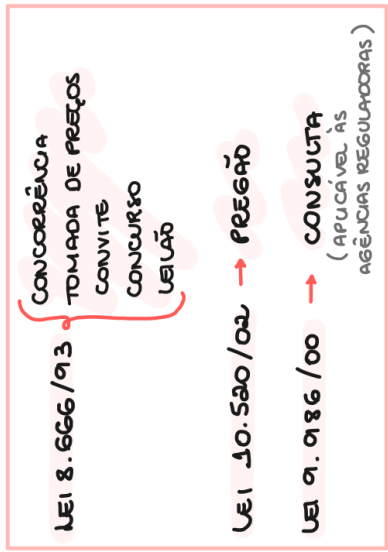 LEI 8.666/93
CONCORRÊNCIA
TOMADA DE PREÇOS
CONVITE
CONCURSO
LEILÃO
LEI 10.520/02 → PREGÃO
LEI 9.986/00 → CONSULTA
(APLICÁVEL ÀS
AGÊNCIAS REGULADORAS)